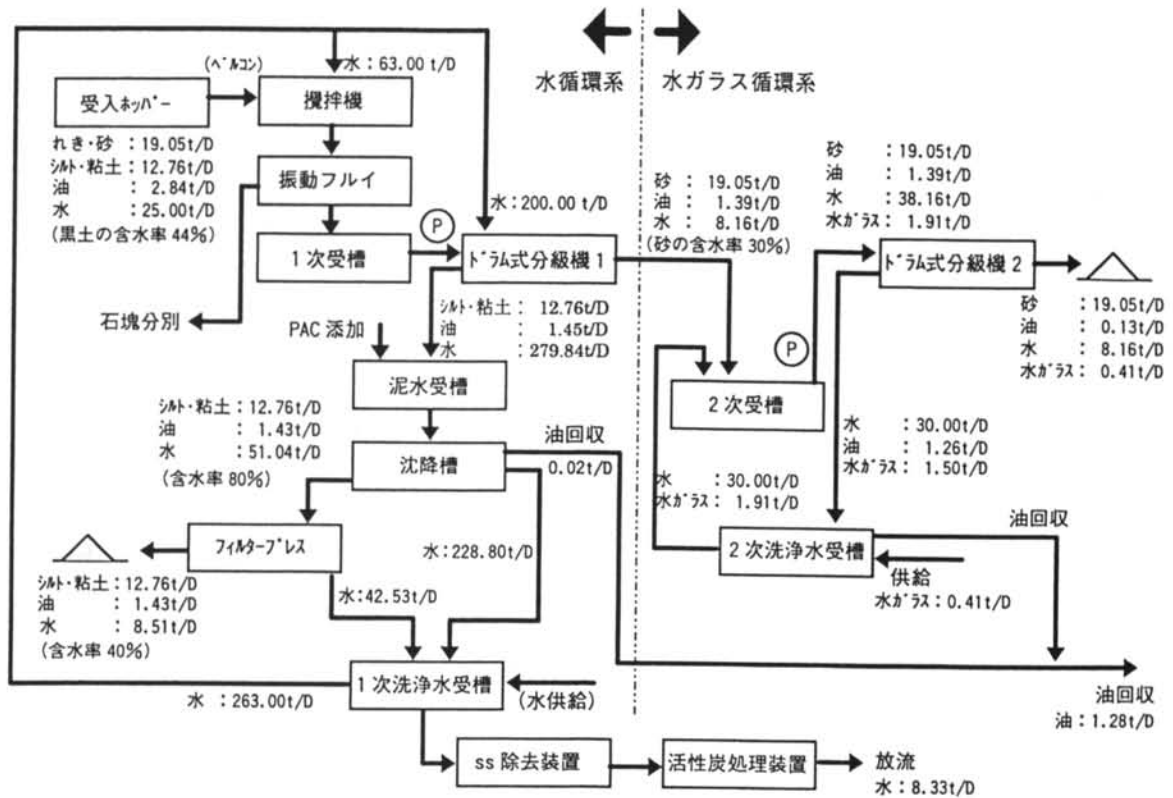 水循環系
水ガラス循環系
(ベルコン)
水：63.00 t/D
受入ホッパー
攪拌機
れき・砂：19.05t/D
シルト・粘土：12.76t/D
油：2.84t/D
水：25.00t/D
(黒土の含水率 44%)
振動フルイ
1次受槽
P
水：200.00 t/D
ドラム式分級機1
砂：19.05t/D
油：1.39t/D
水：8.16t/D
(砂の含水率 30%)
砂：19.05t/D
油：1.39t/D
水：38.16t/D
水ガラス：1.91t/D
ドラム式分級機2
砂：19.05t/D
油：0.13t/D
水：8.16t/D
水ガラス：0.41t/D
石塊分別
PAC 添加
シルト・粘土：12.76t/D
油：1.45t/D
水：279.84t/D
泥水受槽
P
2次受槽
シルト・粘土：12.76t/D
油：1.43t/D
水：51.04t/D
(含水率 80%)
沈降槽
油回収
0.02t/D
水：30.00t/D
水ガラス：1.91t/D
水：30.00t/D
油：1.26t/D
水ガラス：1.50t/D
フィルタープレス
水：228.80t/D
2次洗浄水受槽
油回収
供給
水ガラス：0.41t/D
シルト・粘土：12.76t/D
油：1.43t/D
水：8.51t/D
(含水率 40%)
水：42.53t/D
1次洗浄水受槽
水：263.00t/D
(水供給)
油回収
油：1.28t/D
ss 除去装置
活性炭処理装置
放流
水：8.33t/D